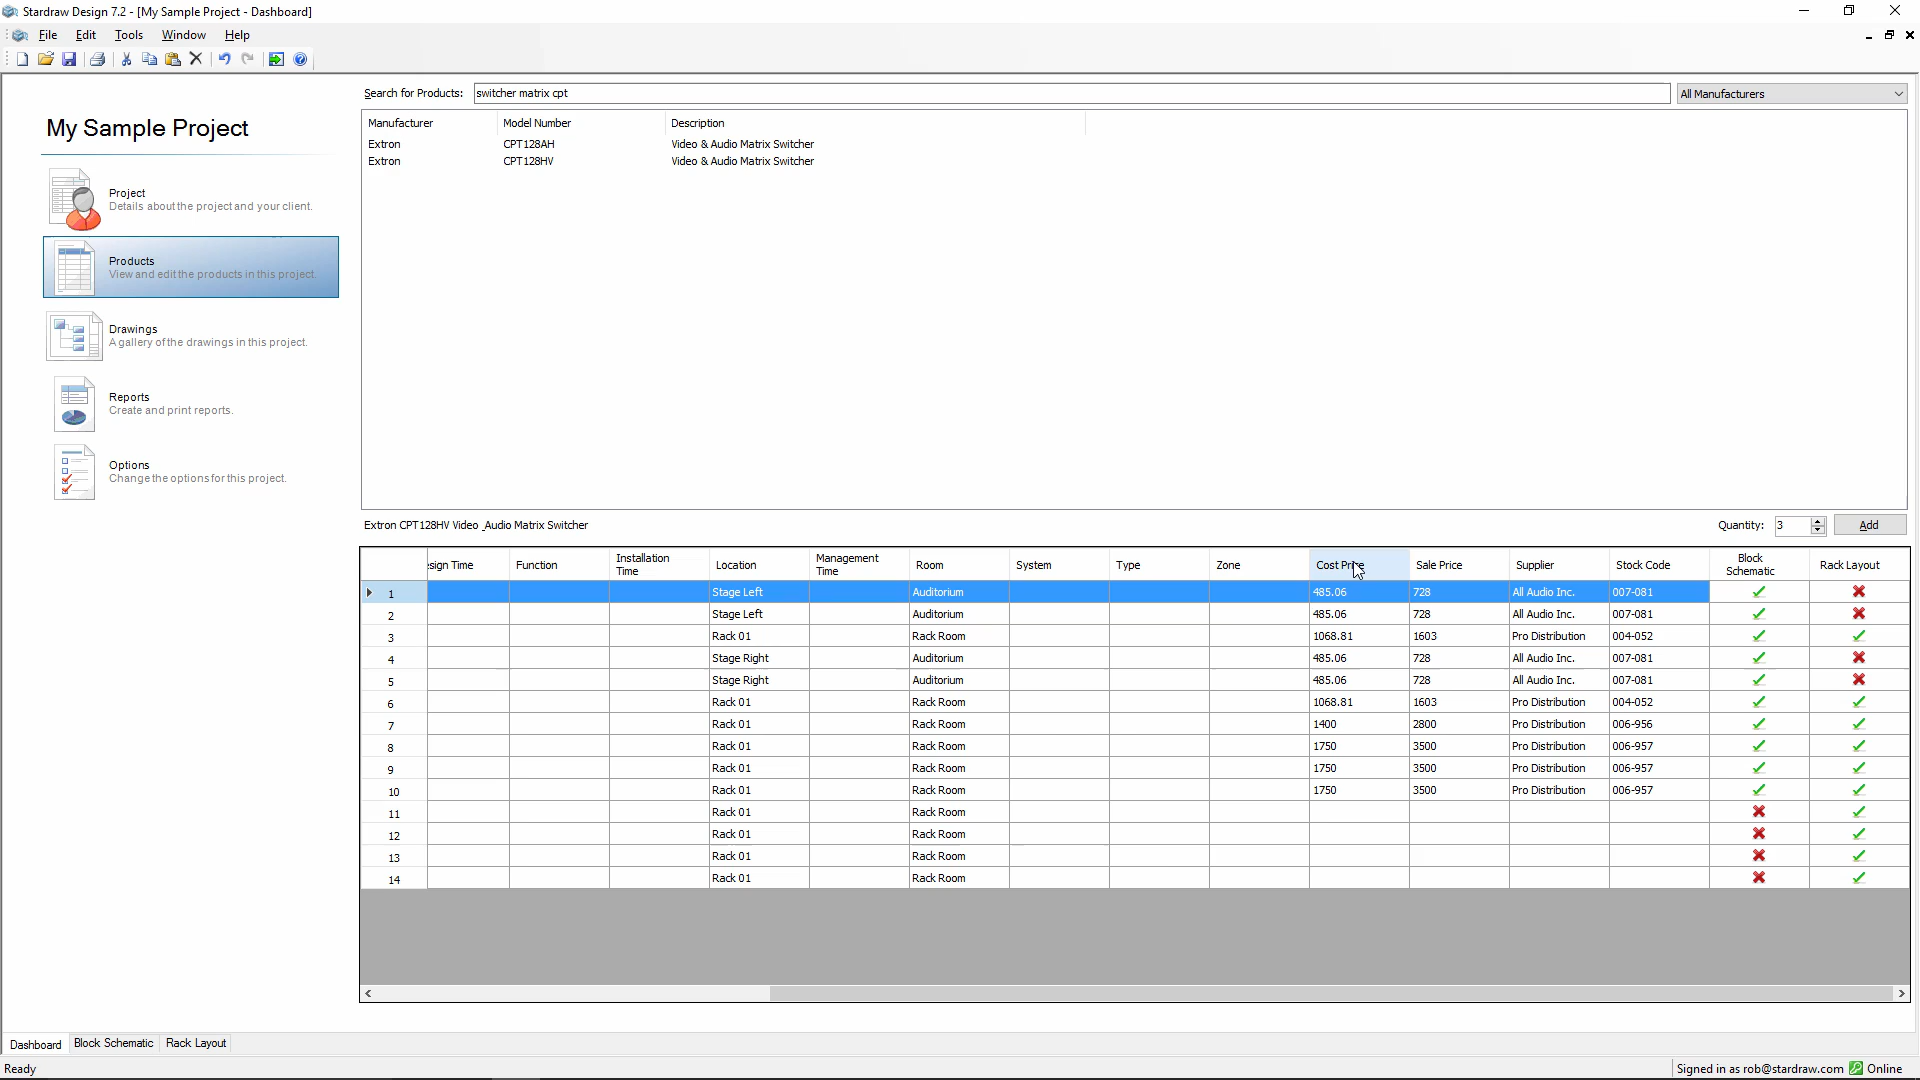 Stardraw Design 7.2 - [My Sample Project - Dashboard]
File Edit Tools Window Help
Search for Products: switcher matrix cpt All Manufacturers
My Sample Project
Project
Details about the project and your client.
Products
View and edit the products in this project.
Drawings
A gallery of the drawings in this project.
Reports
Create and print reports.
Options
Change the options for this project.
Manufacturer Model Number Description
Extron CPT128AH Video & Audio Matrix Switcher
Extron CPT128HV Video & Audio Matrix Switcher
Extron CPT128HV Video _Audio Matrix Switcher Quantity: 3 Add
sign Time Function Installation Time Location Management Time Room System Type Zone Cost Price Sale Price Supplier Stock Code Block Schematic Rack Layout
1 Stage Left Auditorium 485.06 728 All Audio Inc. 007-081
2 Stage Left Auditorium 485.06 728 All Audio Inc. 007-081
3 Rack 01 Rack Room 1068.81 1603 Pro Distribution 004-052
4 Stage Right Auditorium 485.06 728 All Audio Inc. 007-081
5 Stage Right Auditorium 485.06 728 All Audio Inc. 007-081
6 Rack 01 Rack Room 1068.81 1603 Pro Distribution 004-052
7 Rack 01 Rack Room 1400 2800 Pro Distribution 006-956
8 Rack 01 Rack Room 1750 3500 Pro Distribution 006-957
9 Rack 01 Rack Room 1750 3500 Pro Distribution 006-957
10 Rack 01 Rack Room 1750 3500 Pro Distribution 006-957
11 Rack 01 Rack Room
12 Rack 01 Rack Room
13 Rack 01 Rack Room
14 Rack 01 Rack Room
Dashboard Block Schematic Rack Layout
Ready Signed in as rob@stardraw.com Online